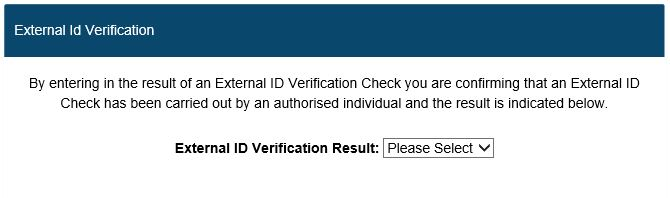 External Id Verification
By entering in the result of an External ID Verification Check you are confirming that an External ID
Check has been carried out by an authorised individual and the result is indicated below.
External ID Verification Result: Please Select